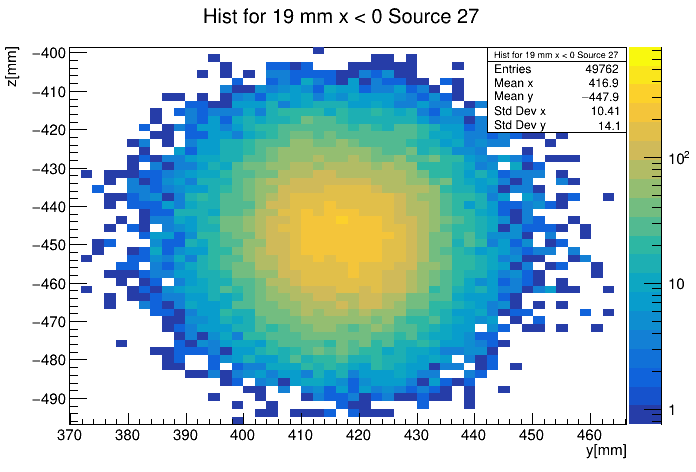 Hist for 19 mm x < 0 Source 27
z[mm]
−400
−410
−420
−430
−440
−450
−460
−470
−480
−490
Hist for 19 mm x < 0 Source 27
Entries 49762
Mean x 416.9
Mean y −447.9
Std Dev x 10.41
Std Dev y 14.1
10²
10
1
370 380 390 400 410 420 430 440 450 460
y[mm]